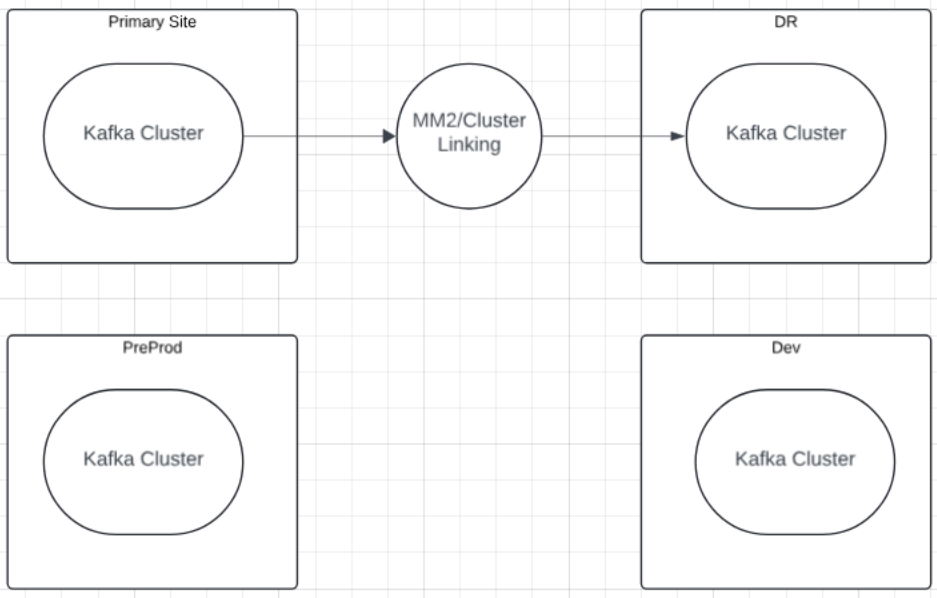 Primary Site
Kafka Cluster
MM2/Cluster
Linking
DR
Kafka Cluster
PreProd
Kafka Cluster
Dev
Kafka Cluster